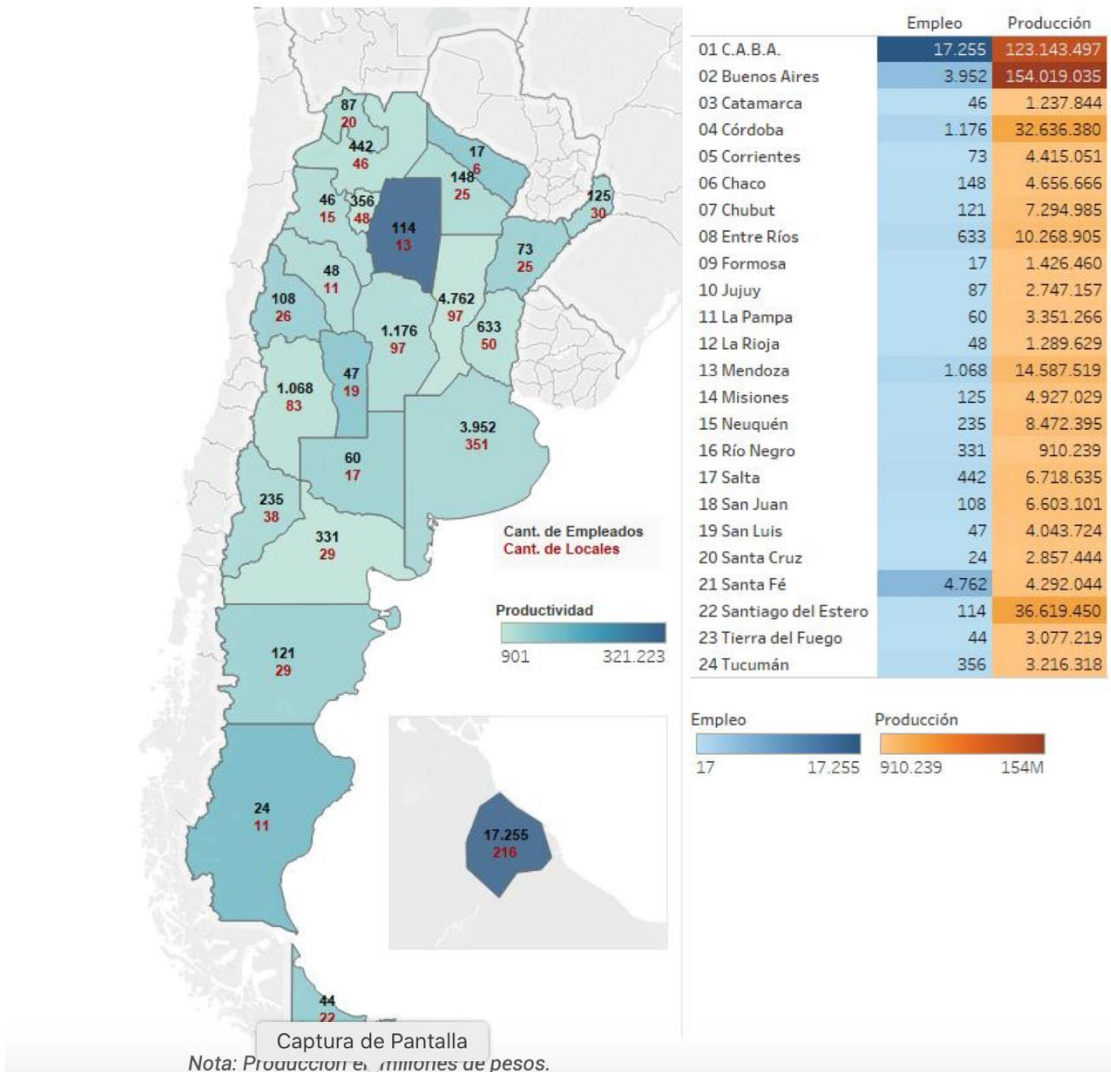 Empleo Producción
01 C.A.B.A. 17.255 123.143.497
02 Buenos Aires 3.952 154.019.035
03 Catamarca 46 1.237.844
04 Córdoba 1.176 32.636.380
05 Corrientes 73 4.415.051
06 Chaco 148 4.656.666
07 Chubut 121 7.294.985
08 Entre Ríos 633 10.268.905
09 Formosa 17 1.426.460
10 Jujuy 87 2.747.157
11 La Pampa 60 3.351.266
12 La Rioja 48 1.289.629
13 Mendoza 1.068 14.587.519
14 Misiones 125 4.927.029
15 Neuquén 235 8.472.395
16 Río Negro 331 910.239
17 Salta 442 6.718.635
18 San Juan 108 6.603.101
19 San Luis 47 4.043.724
20 Santa Cruz 24 2.857.444
21 Santa Fé 4.762 4.292.044
22 Santiago del Estero 114 36.619.450
23 Tierra del Fuego 44 3.077.219
24 Tucumán 356 3.216.318
Empleo
17 17.255
Producción
910.239 154M
87
20
442
46
17
6
148
25
125
30
46
15
356
48
114
13
73
25
48
11
108
26
4.762
97
1.176
97
633
50
1.068
83
47
19
3.952
351
60
17
235
38
331
29
Cant. de Empleados
Cant. de Locales
Productividad
901 321.223
121
29
24
11
17.255
216
44
22
Captura de Pantalla
Nota: Producción millones de pesos.